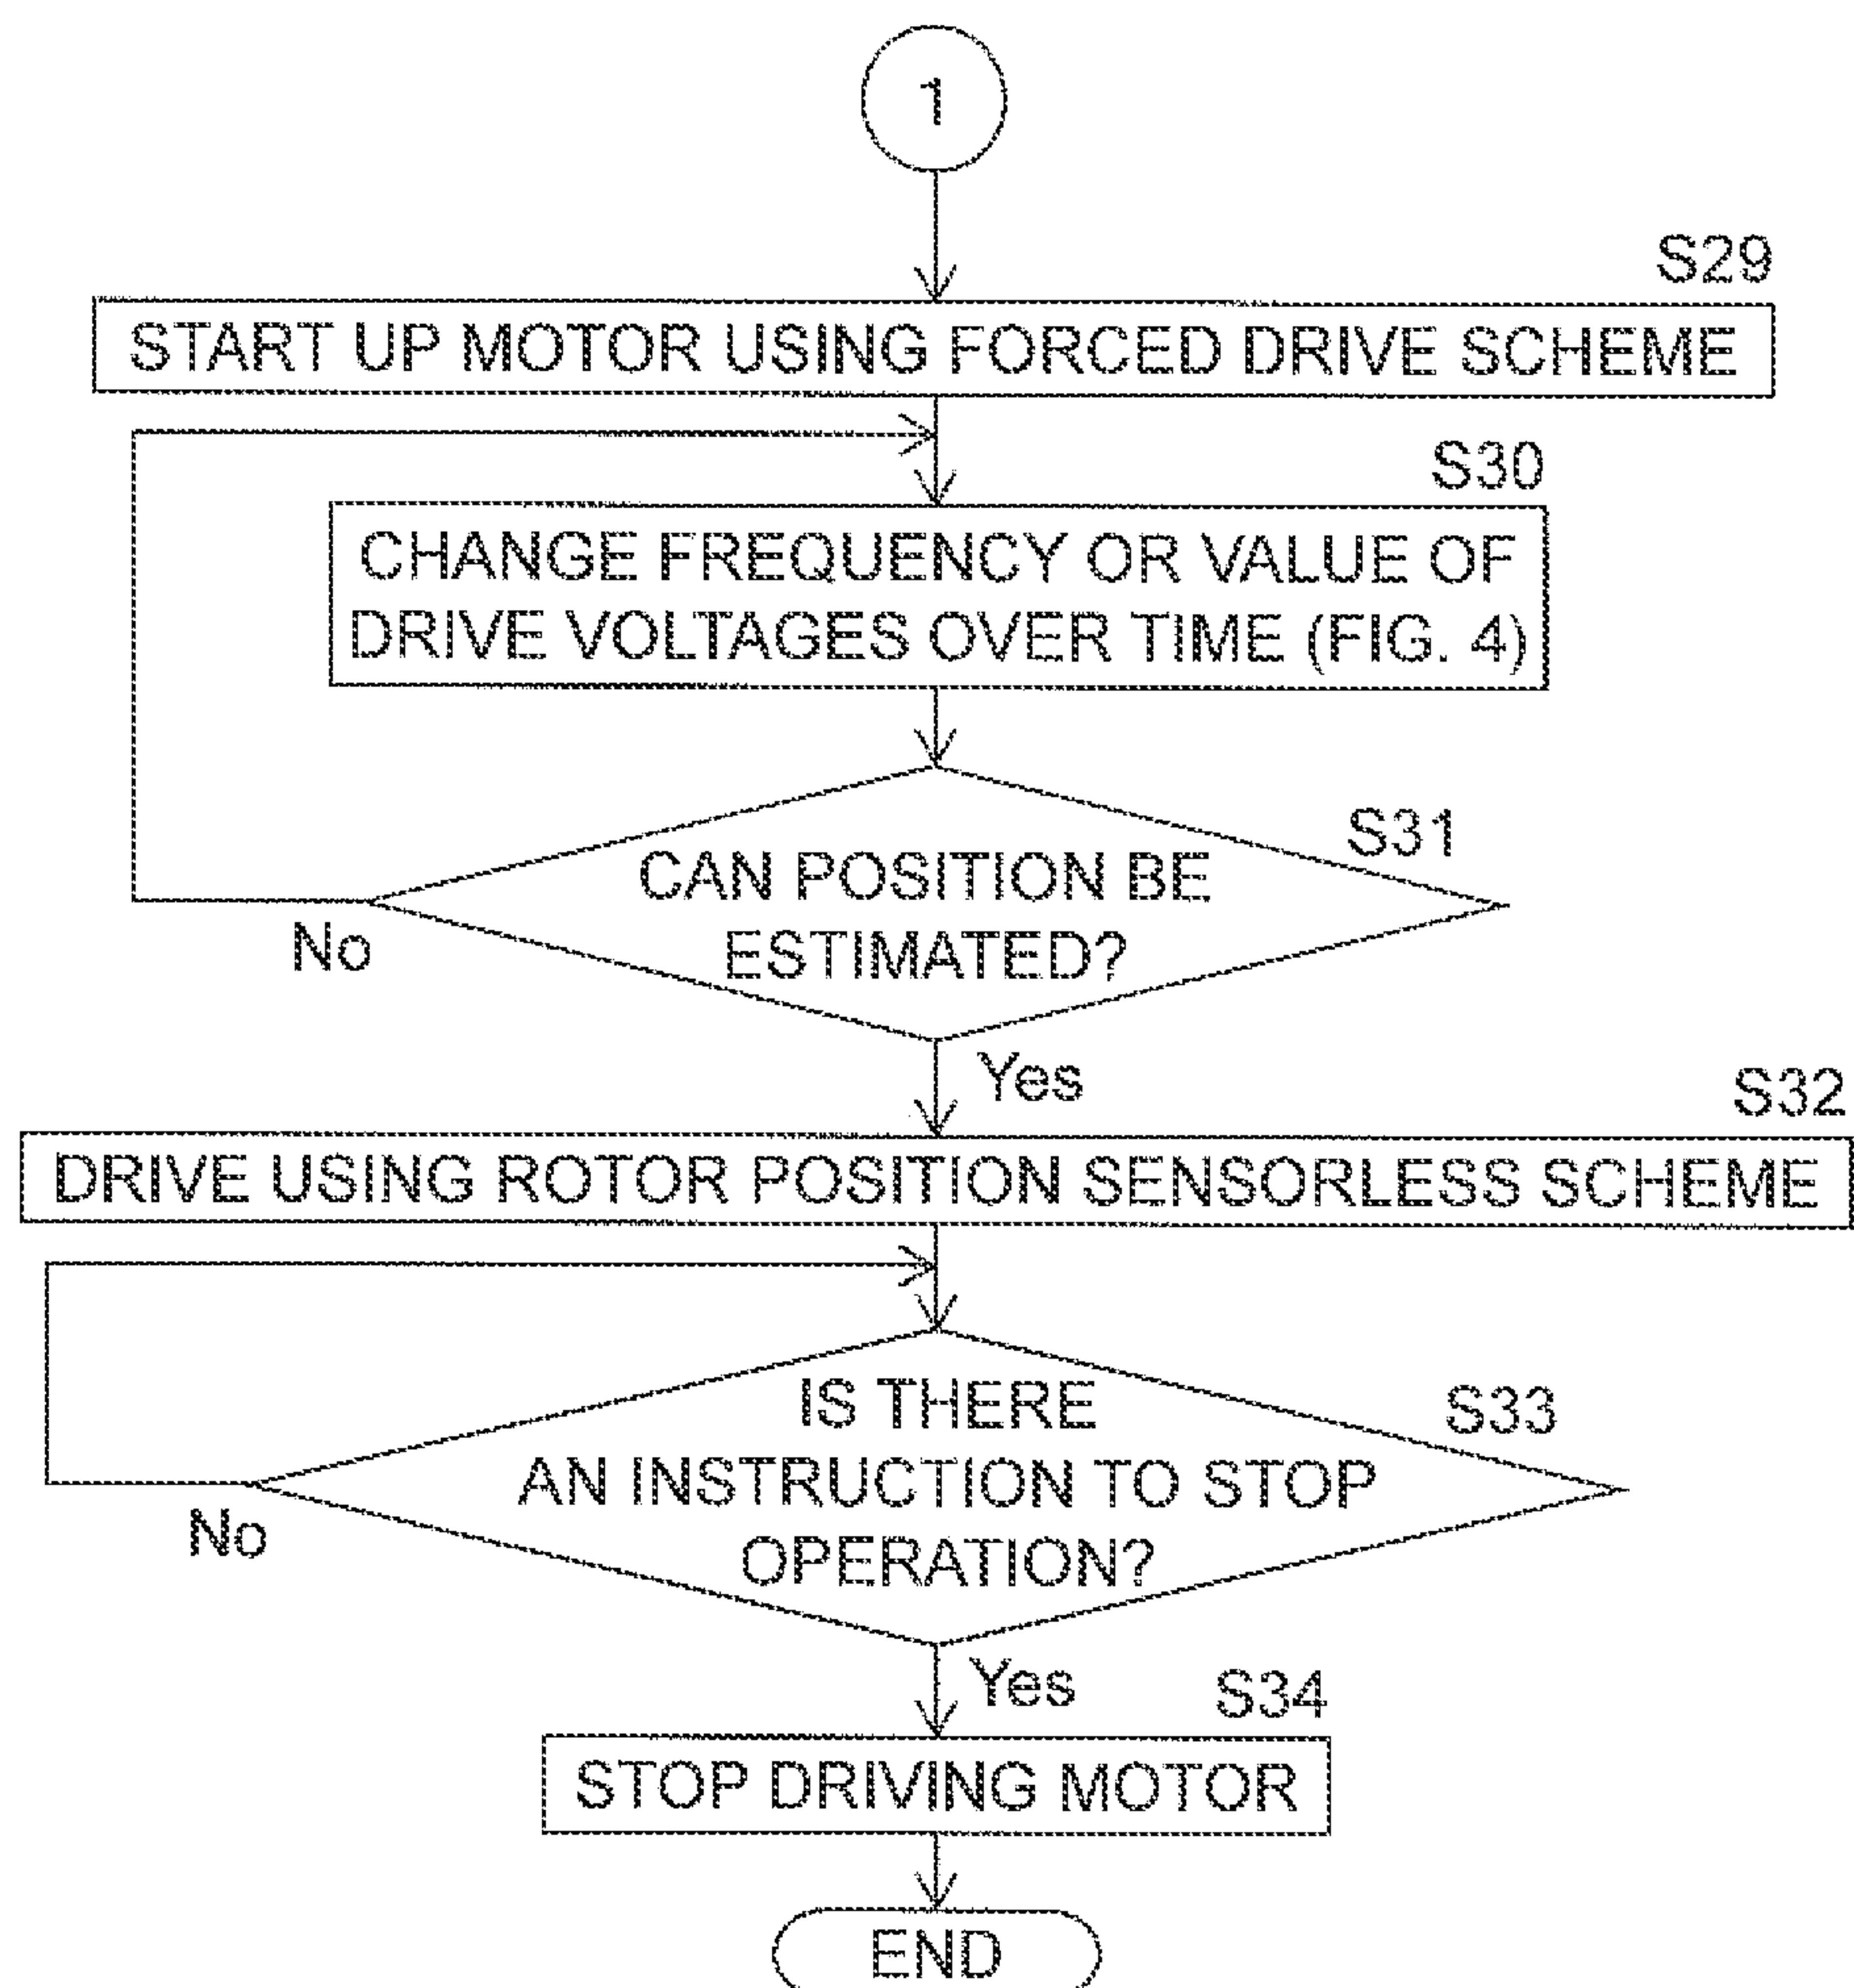 1
S29
START UP MOTOR USING FORCED DRIVE SCHEME
S30
CHANGE FREQUENCY OR VALUE OF
DRIVE VOLTAGES OVER TIME (FIG. 4)
S31
CAN POSITION BE
ESTIMATED?
No
Yes
S32
DRIVE USING ROTOR POSITION SENSORLESS SCHEME
IS THERE
S33
AN INSTRUCTION TO STOP
OPERATION?
No
Yes
S34
STOP DRIVING MOTOR
END